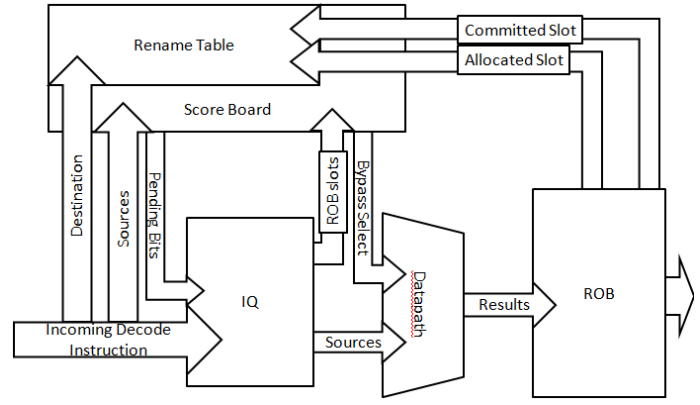 Committed Slot
Rename Table
Allocated Slot
Score Board
Destination
Sources
Pending Bits
ROB slots
Bypass Select
IQ
Datapath
Results
ROB
Incoming Decode
Instruction
Sources